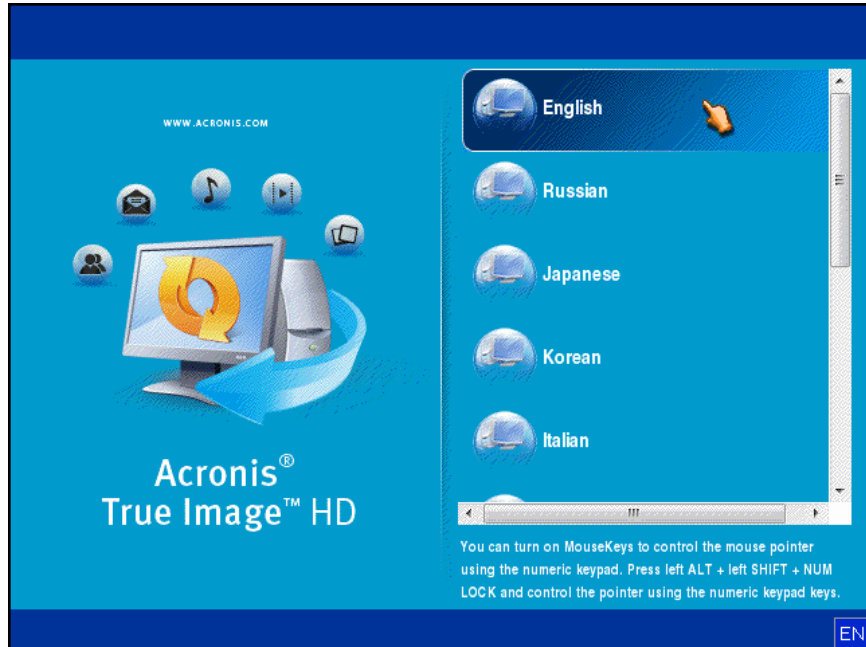 WWW.ACRONIS.COM
Acronis®
True Image™ HD
English
Russian
Japanese
Korean
Italian
You can turn on MouseKeys to control the mouse pointer
using the numeric keypad. Press left ALT + left SHIFT + NUM
LOCK and control the pointer using the numeric keypad keys.
EN